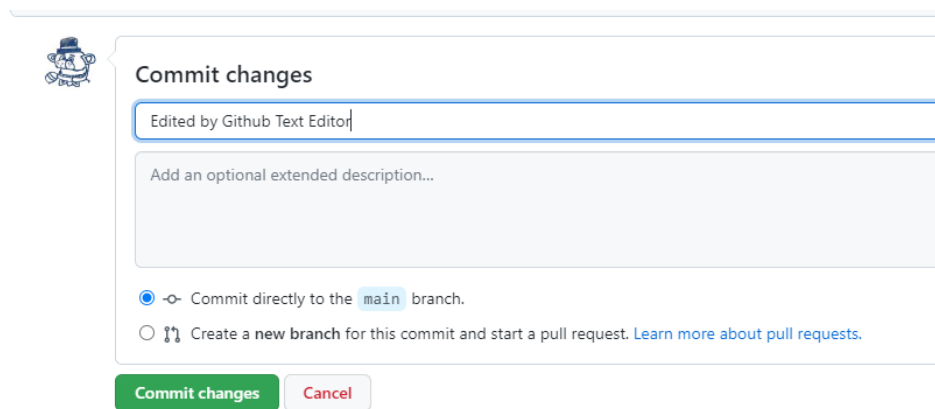 Commit changes
Edited by Github Text Editor
Add an optional extended description...
Commit directly to the main branch.
Create a new branch for this commit and start a pull request. Learn more about pull requests.
Commit changes Cancel